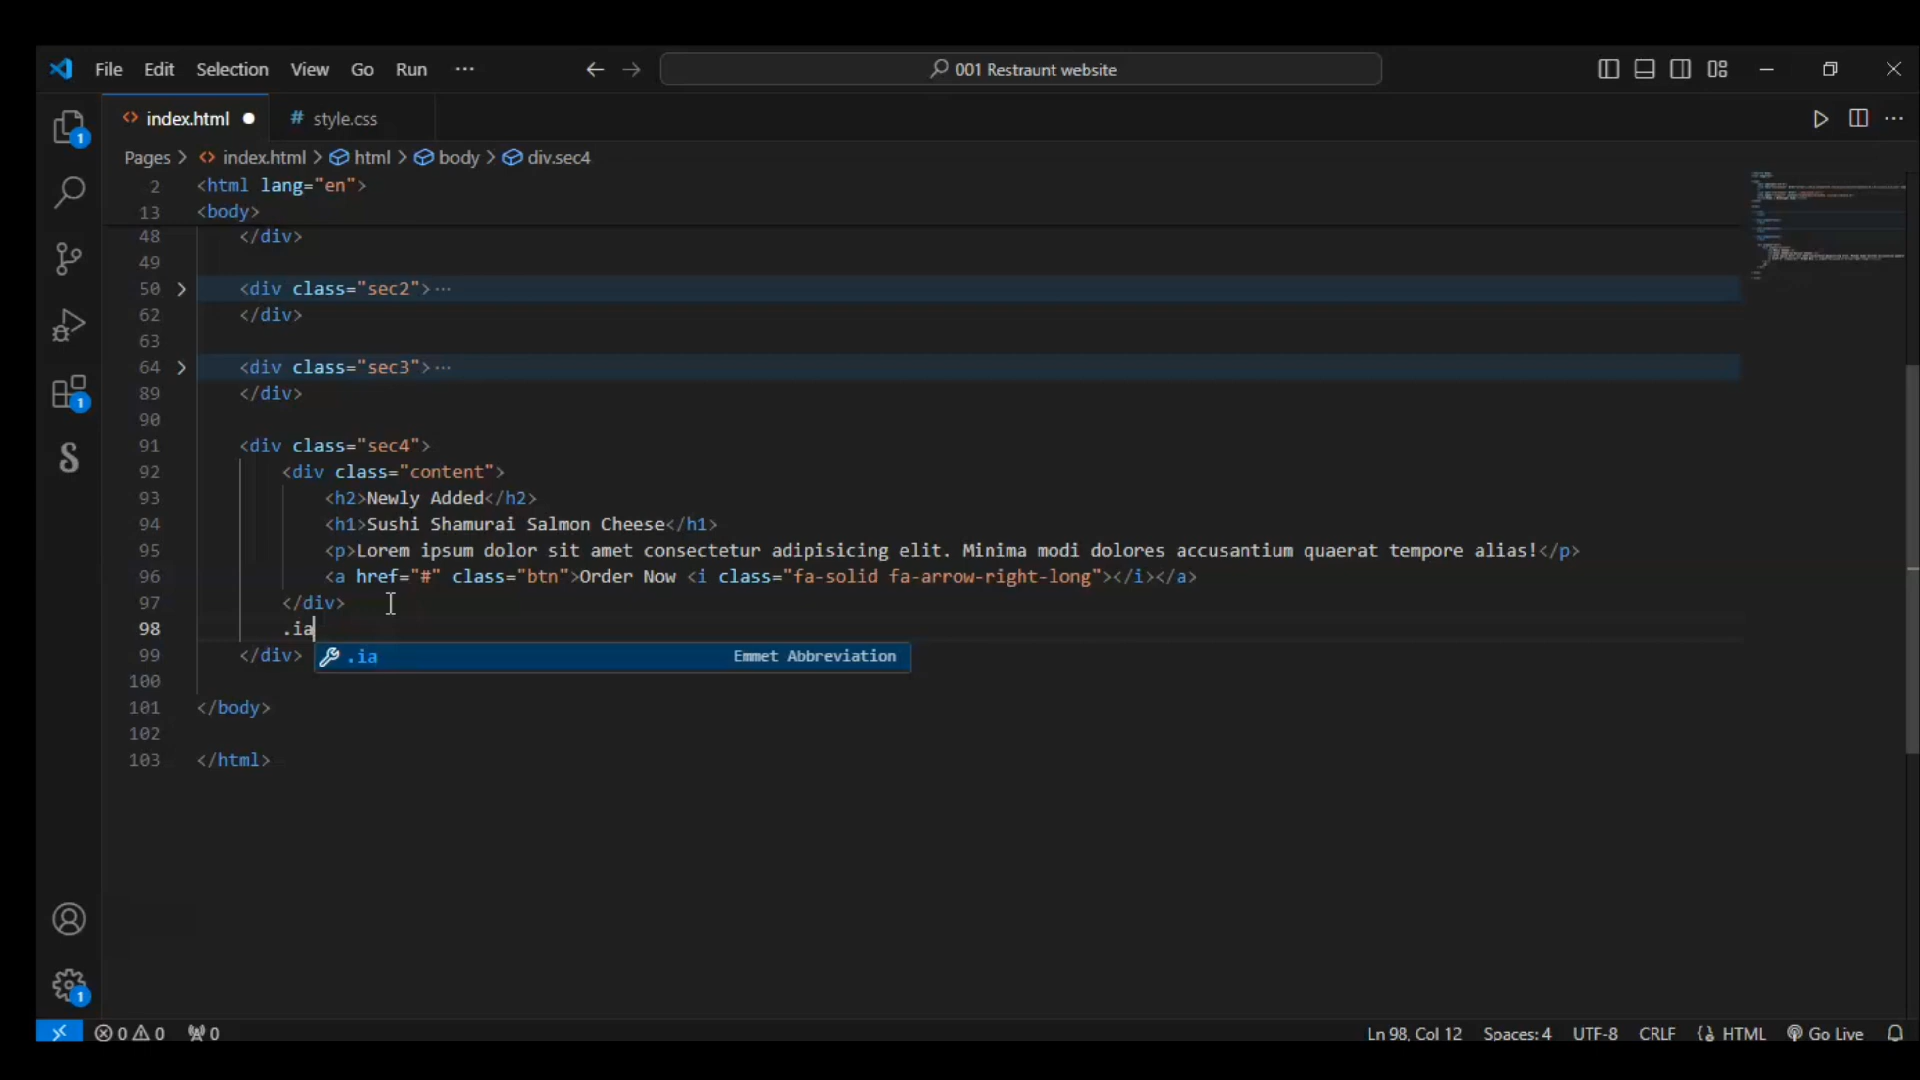 File Edit Selection View Go Run ··· 001 Restraunt website
index.html style.css
Pages > index.html > html > body > div.sec4
2 <html lang="en">
13 <body>
48 </div>
49
50 <div class="sec2">···
62 </div>
63
64 <div class="sec3">···
89 </div>
90
91 <div class="sec4">
92 <div class="content">
93 <h2>Newly Added</h2>
94 <h1>Sushi Shamurai Salmon Cheese</h1>
95 <p>Lorem ipsum dolor sit amet consectetur adipisicing elit. Minima modi dolores accusantium quaerat tempore alias!</p>
96 <a href="#" class="btn">Order Now <i class="fa-solid fa-arrow-right-long"></i></a>
97 </div>
98 .ia
99 </div> .ia Emmet Abbreviation
100
101 </body>
102
103 </html>
1
1
1
0 0 0 Ln 98, Col 12 Spaces: 4 UTF-8 CRLF HTML Go Live